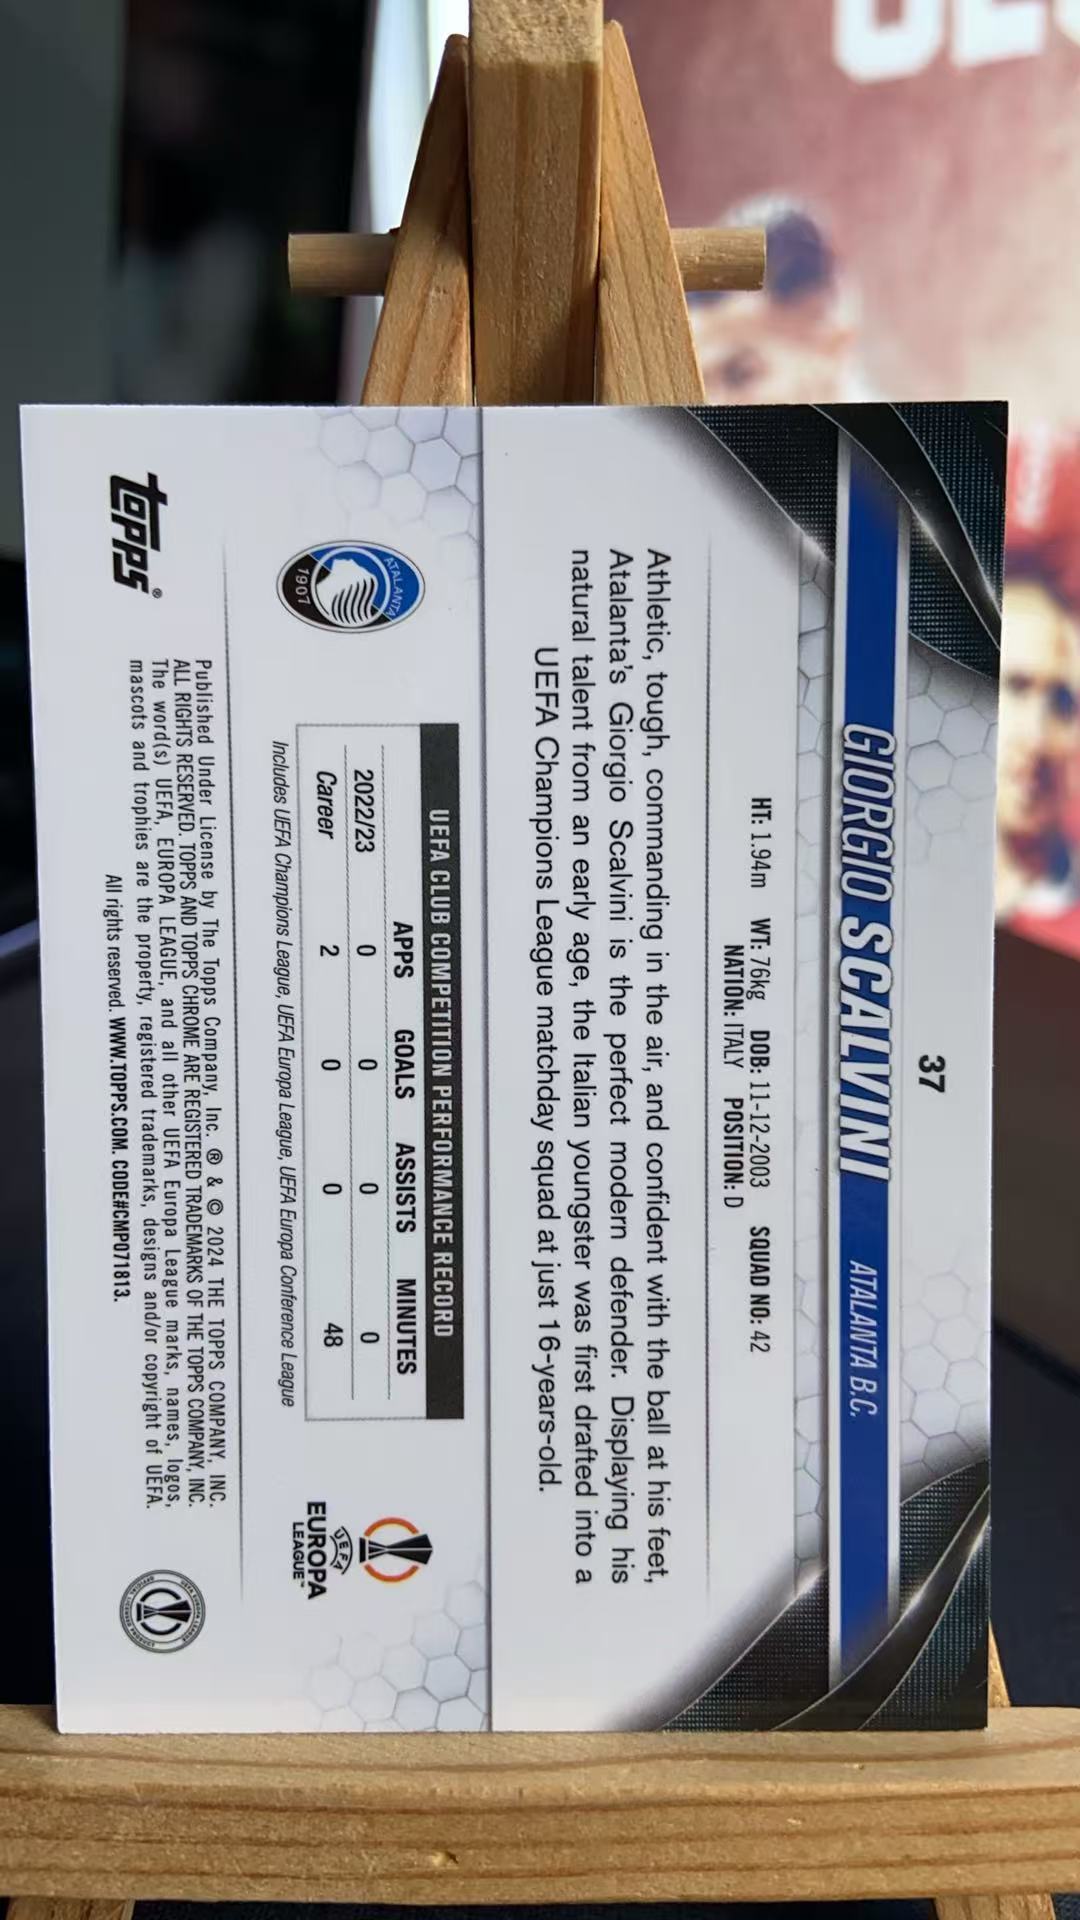 37
GIORGIO SCALVINI ATALANTA B.C.
HT: 1.94m WT: 76kg DOB: 11-12-2003 SQUAD NO: 42
NATION: ITALY POSITION: D
Athletic, tough, commanding in the air, and confident with the ball at his feet,
Atalanta's Giorgio Scalvini is the perfect modern defender. Displaying his
natural talent from an early age, the Italian youngster was first drafted into a
UEFA Champions League matchday squad at just 16-years-old.
UEFA CLUB COMPETITION PERFORMANCE RECORD
APPS GOALS ASSISTS MINUTES
2022/23 0 0 0 0
Career 2 0 0 48
Includes UEFA Champions League, UEFA Europa League, UEFA Europa Conference League
ATALANTA
1907
UEFA
EUROPA
LEAGUE™
topps®
Published Under License by The Topps Company, Inc. ® & © 2024 THE TOPPS COMPANY, INC.
ALL RIGHTS RESERVED. TOPPS AND TOPPS CHROME ARE REGISTERED TRADEMARKS OF THE TOPPS COMPANY, INC.
The word(s) UEFA, EUROPA LEAGUE, and all other UEFA Europa League marks, names, logos,
mascots and trophies are the property, registered trademarks, designs and/or copyright of UEFA.
All rights reserved. WWW.TOPPS.COM. CODE#CMP071813.